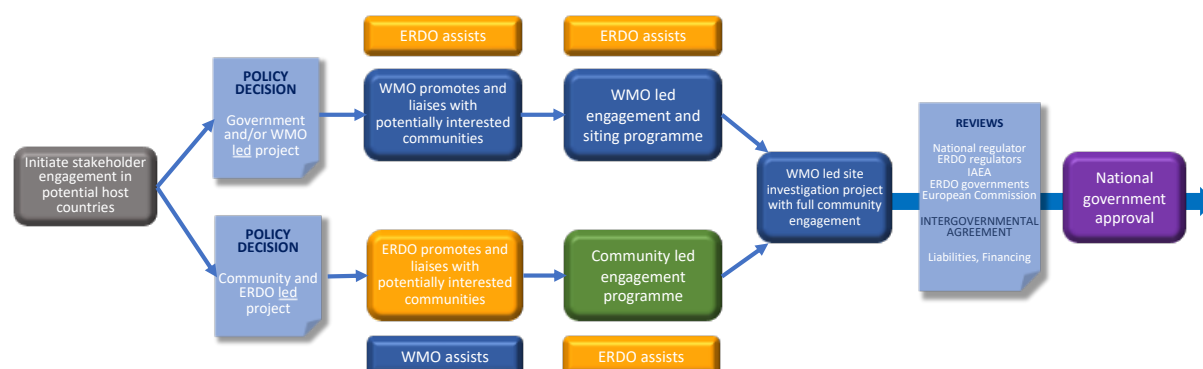 ERDO assists
ERDO assists
POLICY
DECISION
Government
and/or WMO
led project
WMO promotes and
liaises with
potentially interested
communities
WMO led
engagement and
siting programme
Initiate stakeholder
engagement in
potential host
countries
WMO led site
investigation project
with full community
engagement
REVIEWS
National regulator
ERDO regulators
IAEA
ERDO governments
European Commission
INTERGOVERNMENTAL
AGREEMENT
Liabilities, Financing
National
government
approval
POLICY
DECISION
Community and
ERDO led
project
ERDO promotes and
liaises with
potentially interested
communities
Community led
engagement
programme
WMO assists
ERDO assists